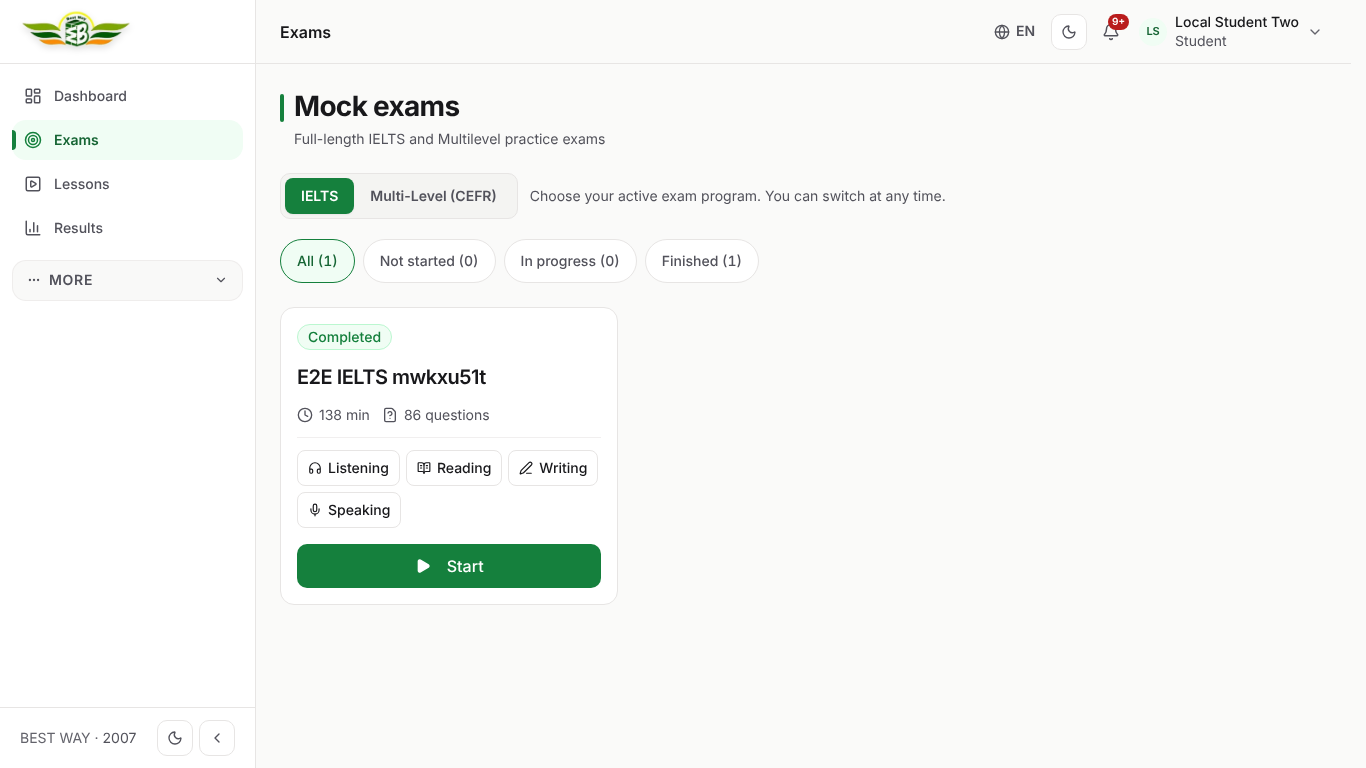 Exams
EN
9+
LS
Local Student Two
Student
Dashboard
Exams
Lessons
Results
MORE
Mock exams
Full-length IELTS and Multilevel practice exams
IELTS
Multi-Level (CEFR)
Choose your active exam program. You can switch at any time.
All (1)
Not started (0)
In progress (0)
Finished (1)
Completed
E2E IELTS mwkxu51t
138 min
86 questions
Listening
Reading
Writing
Speaking
Start
BEST WAY · 2007